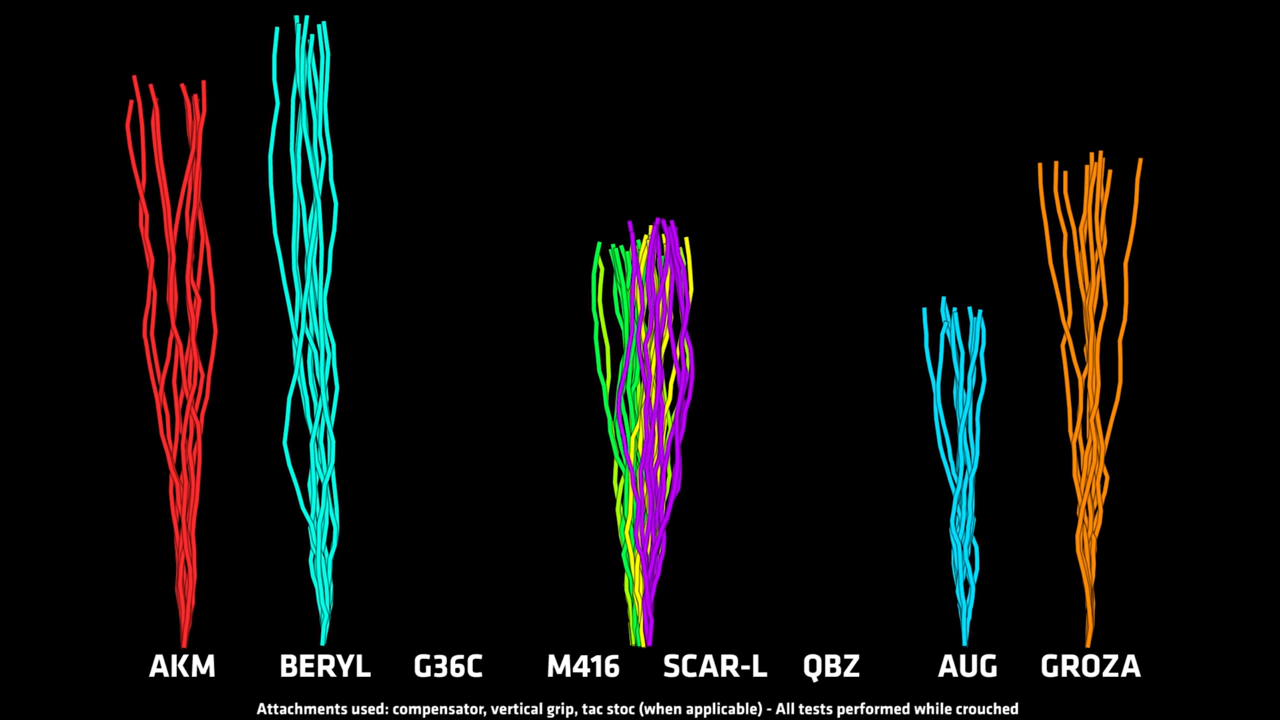 AKM BERYL G36C M416 SCAR-L QBZ AUG GROZA
Attachments used: compensator, vertical grip, tac stoc (when applicable) - All tests performed while crouched